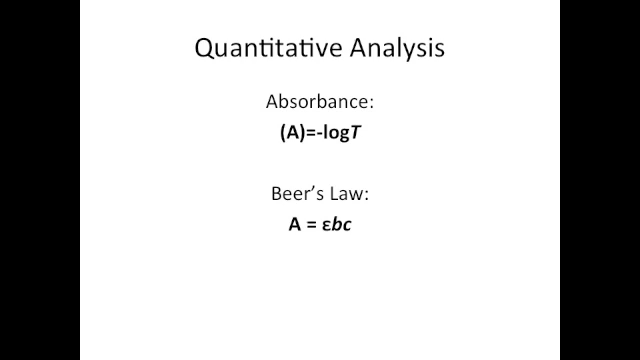 Quantitative Analysis
Absorbance:
(A)=-logT
Beer’s Law:
A = εbc